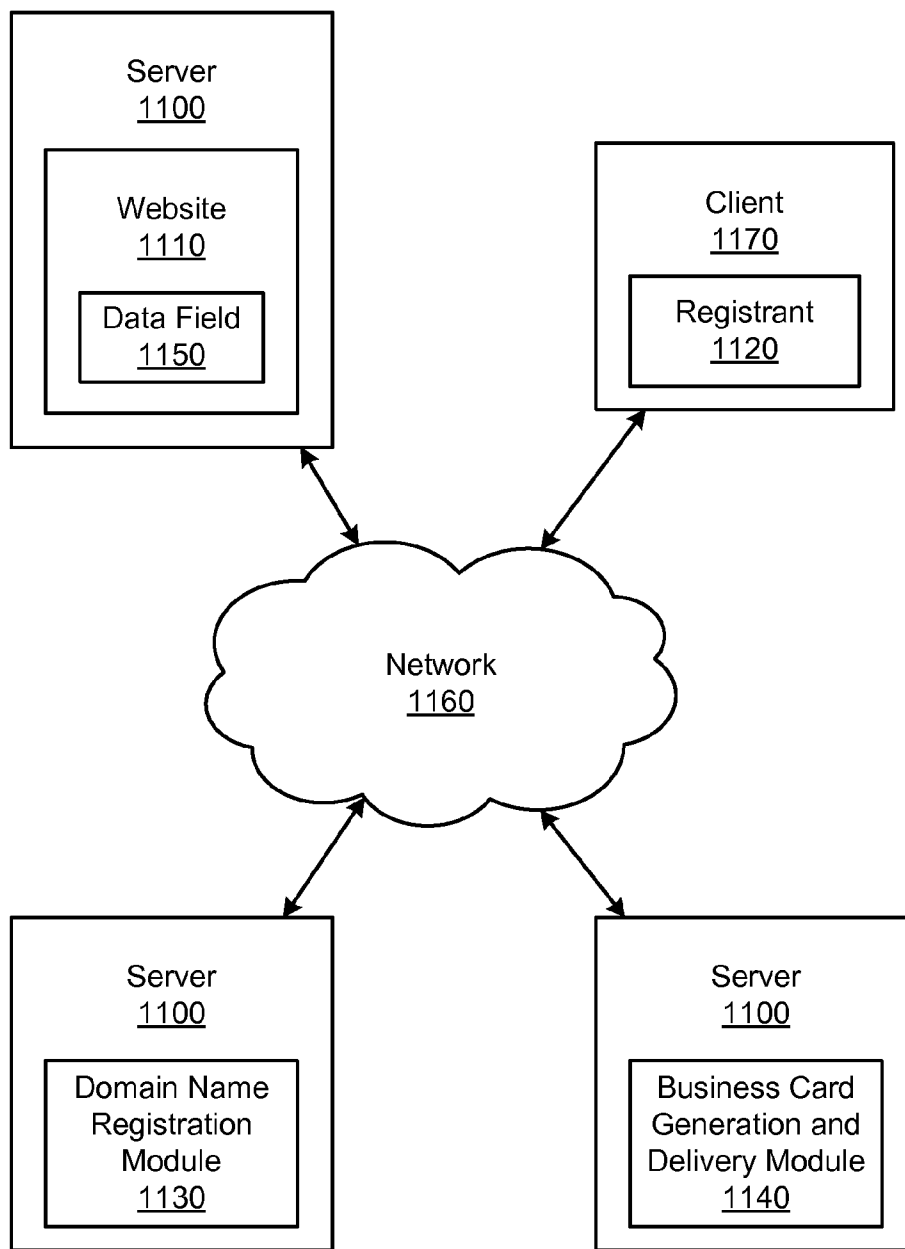 Server
1100
Website
1110
Data Field
1150
Client
1170
Registrant
1120
Network
1160
Server
1100
Domain Name
Registration
Module
1130
Server
1100
Business Card
Generation and
Delivery Module
1140